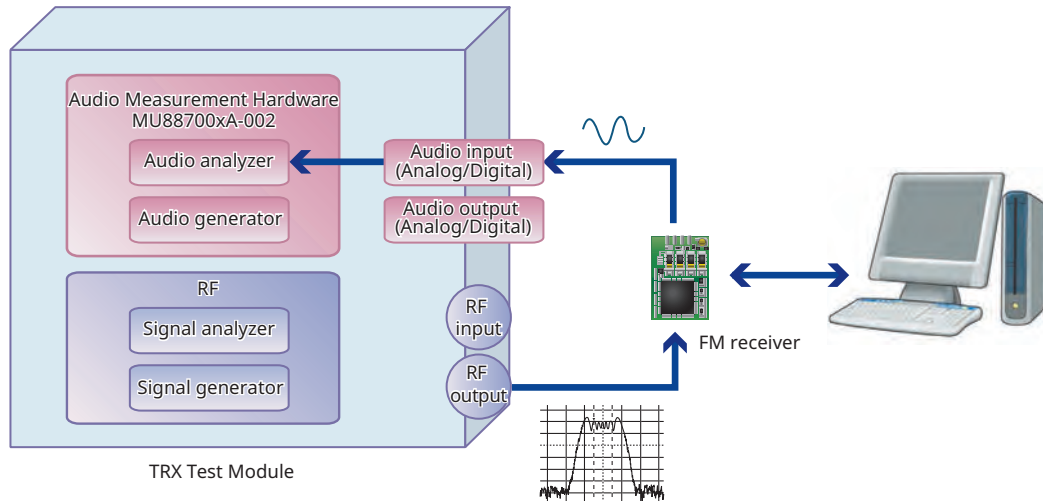 Audio Measurement Hardware
MU88700xA-002
Audio analyzer
Audio generator
Audio input
(Analog/Digital)
Audio output
(Analog/Digital)
RF
Signal analyzer
Signal generator
RF
input
RF
output
FM receiver
TRX Test Module